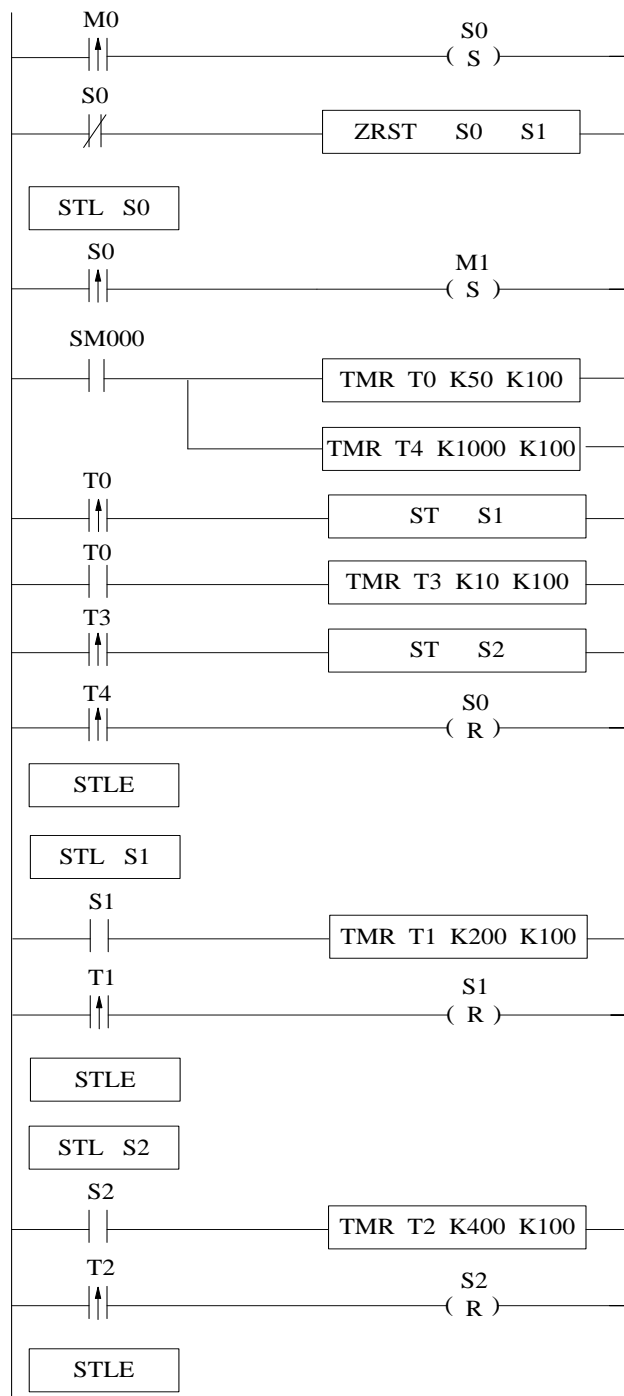 M0 S0
( S )
S0
ZRST S0 S1
STL S0
S0 M1
( S )
SM000
TMR T0 K50 K100
TMR T4 K1000 K100
T0
ST S1
T0
TMR T3 K10 K100
T3
ST S2
T4 S0
( R )
STLE
STL S1
S1
TMR T1 K200 K100
T1 S1
( R )
STLE
STL S2
S2
TMR T2 K400 K100
T2 S2
( R )
STLE